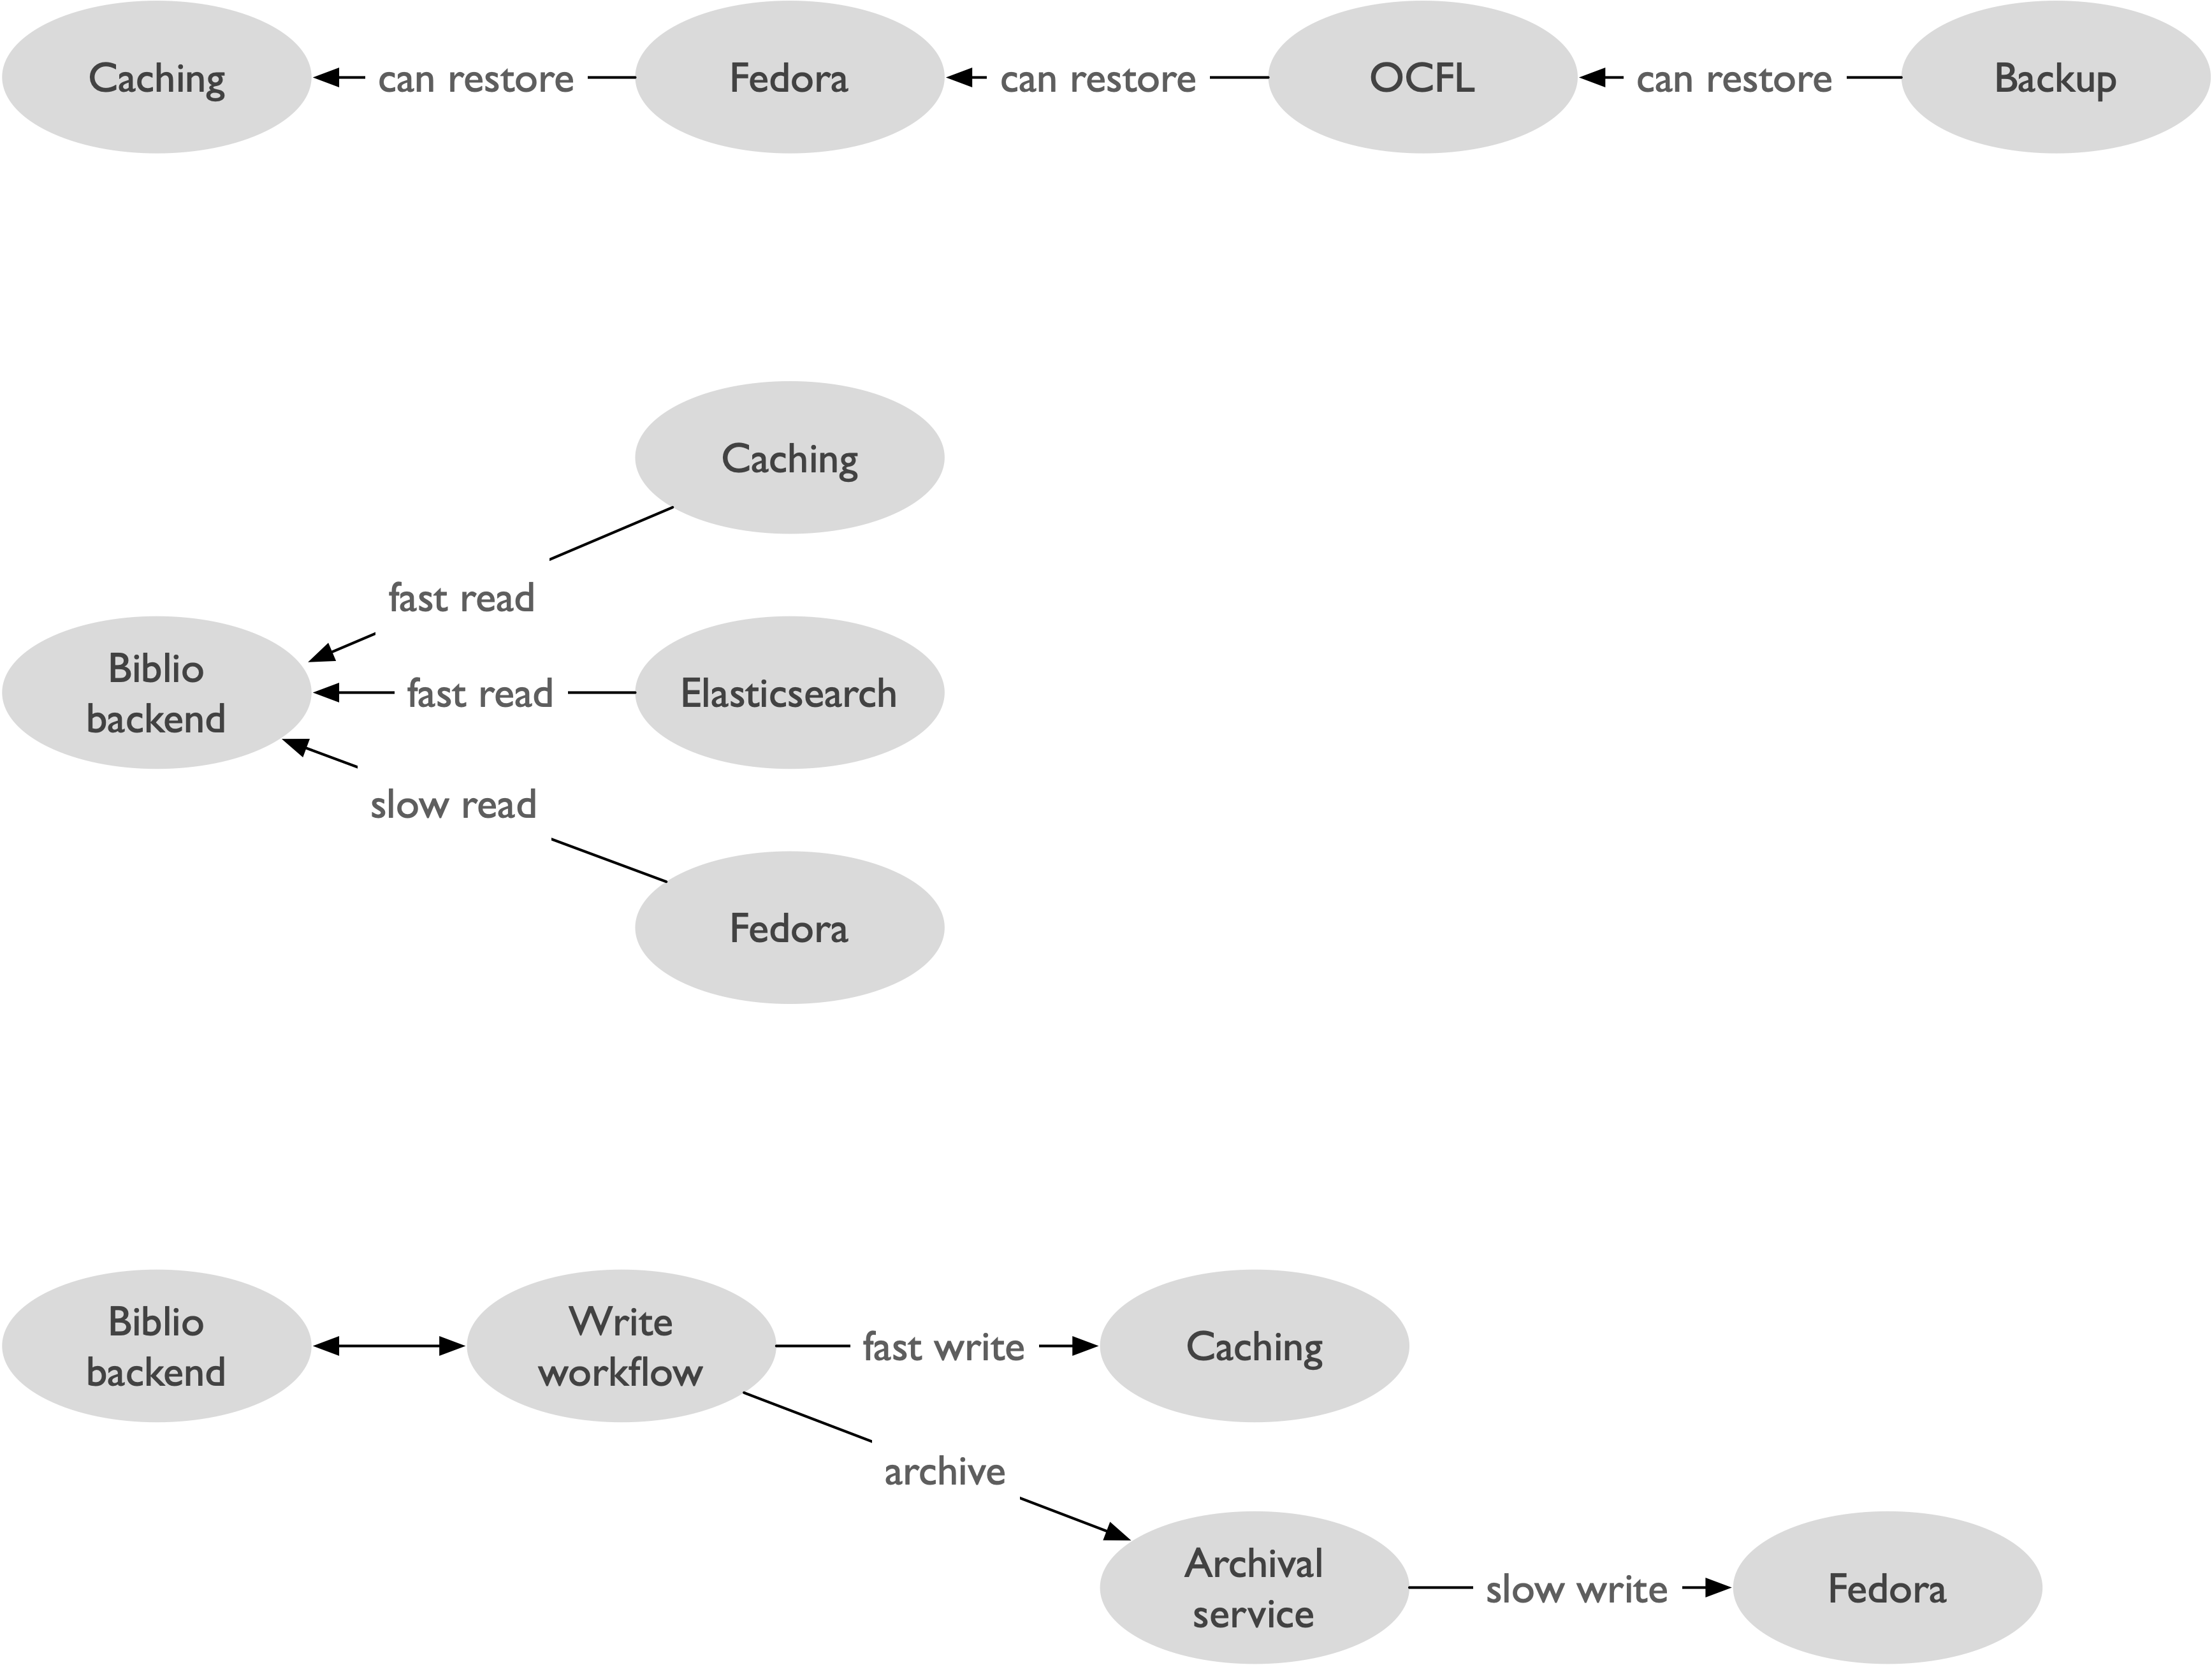 Caching can restore Fedora can restore OCFL can restore Backup
Caching
fast read
Biblio
backend
fast read Elasticsearch
slow read
Fedora
Biblio
backend
Write
workflow
fast write Caching
archive
Archival
service
slow write Fedora